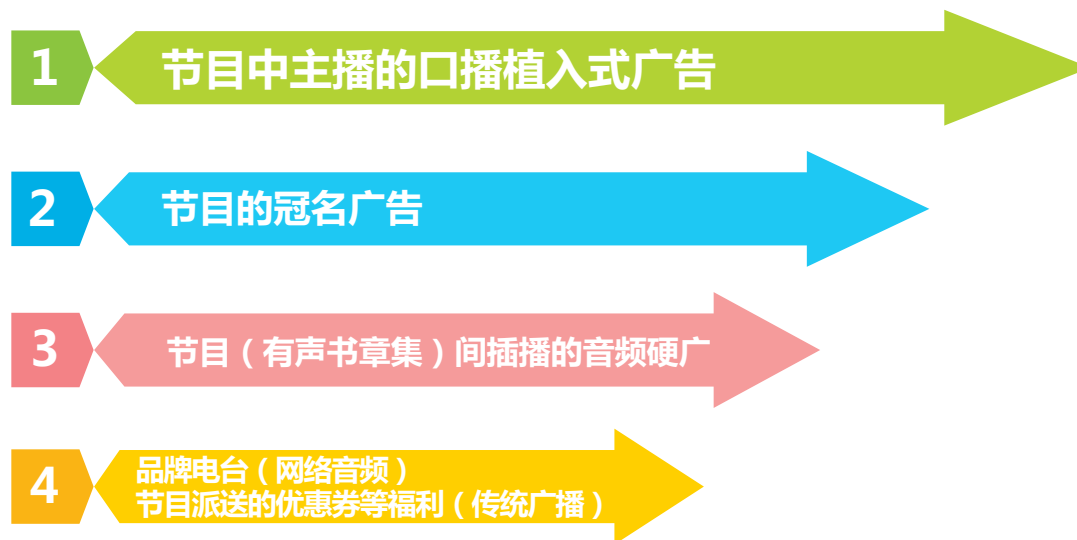 1
节目中主播的口播植入式广告
2
节目的冠名广告
3
节目（有声书章集）间插播的音频硬广
4
品牌电台（网络音频）
节目派送的优惠券等福利（传统广播）